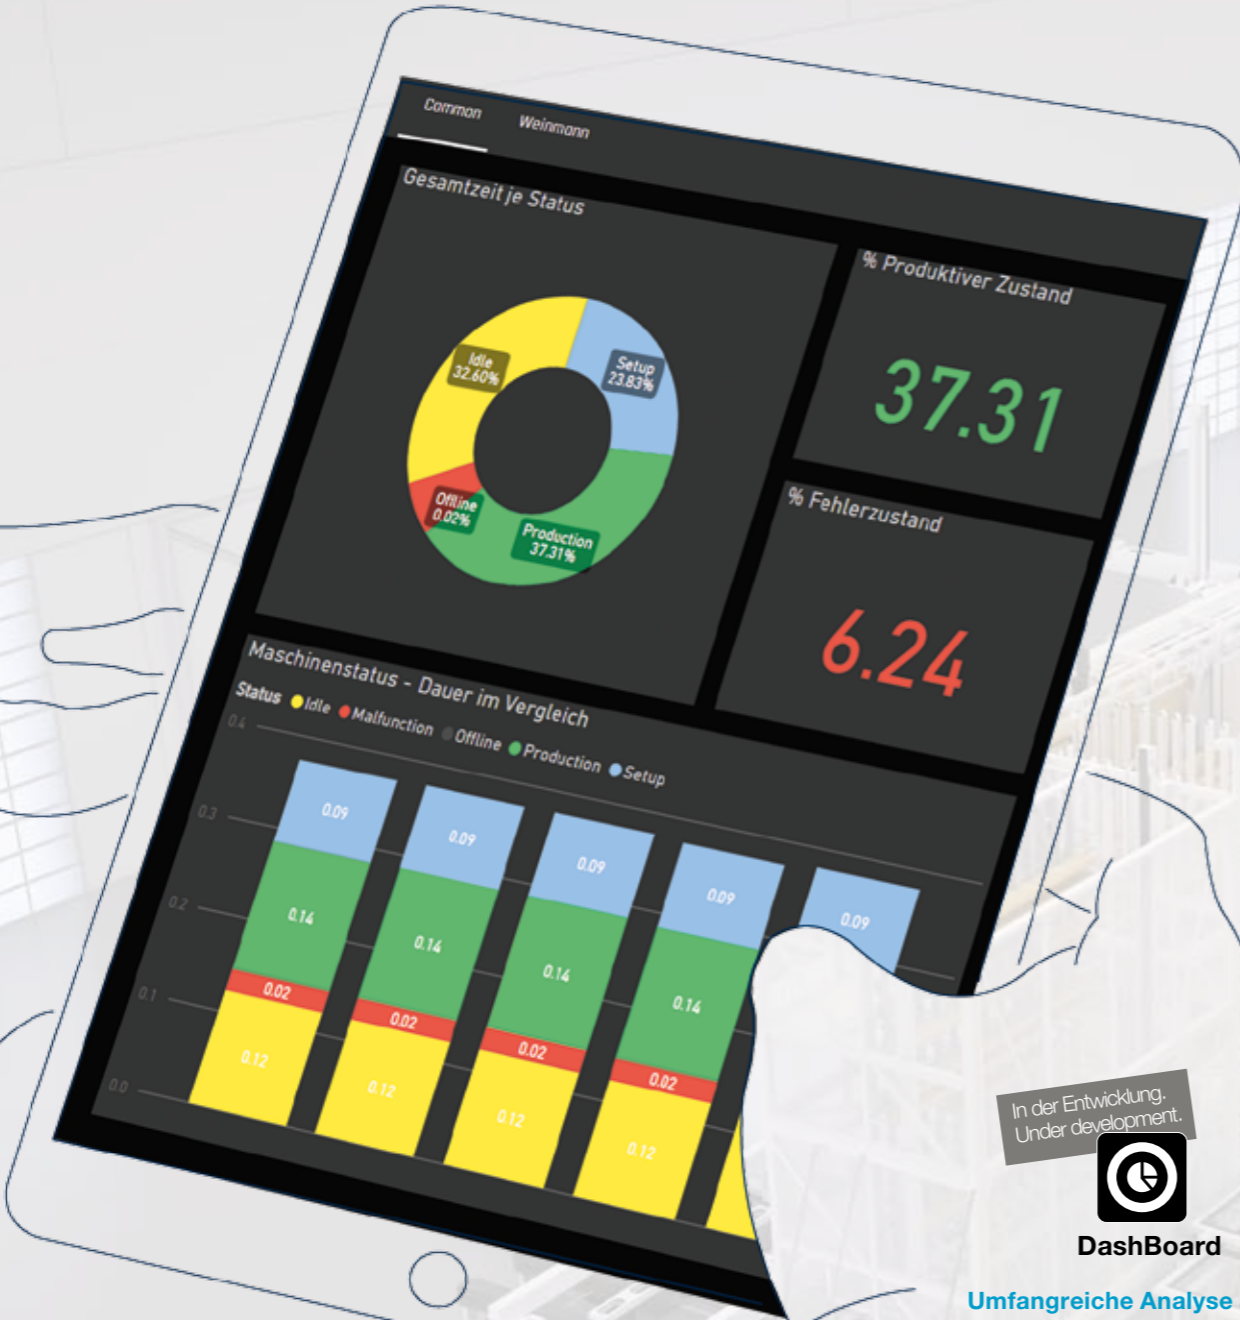 Common
Weinmann
Gesamtzeit je Status
Idle
32.60%
Setup
23.83%
Offline
0.02%
Production
37.31%
% Produktiver Zustand
37.31
% Fehlerzustand
6.24
Maschinenstatus - Dauer im Vergleich
Status Idle Malfunction Offline Production Setup
0.4
0.3
0.2
0.1
0.0
0.09
0.14
0.02
0.12
0.09
0.14
0.02
0.12
0.09
0.14
0.02
0.12
0.09
0.14
0.02
0.12
0.09
In der Entwicklung.
Under development.
DashBoard
Umfangreiche Analyse